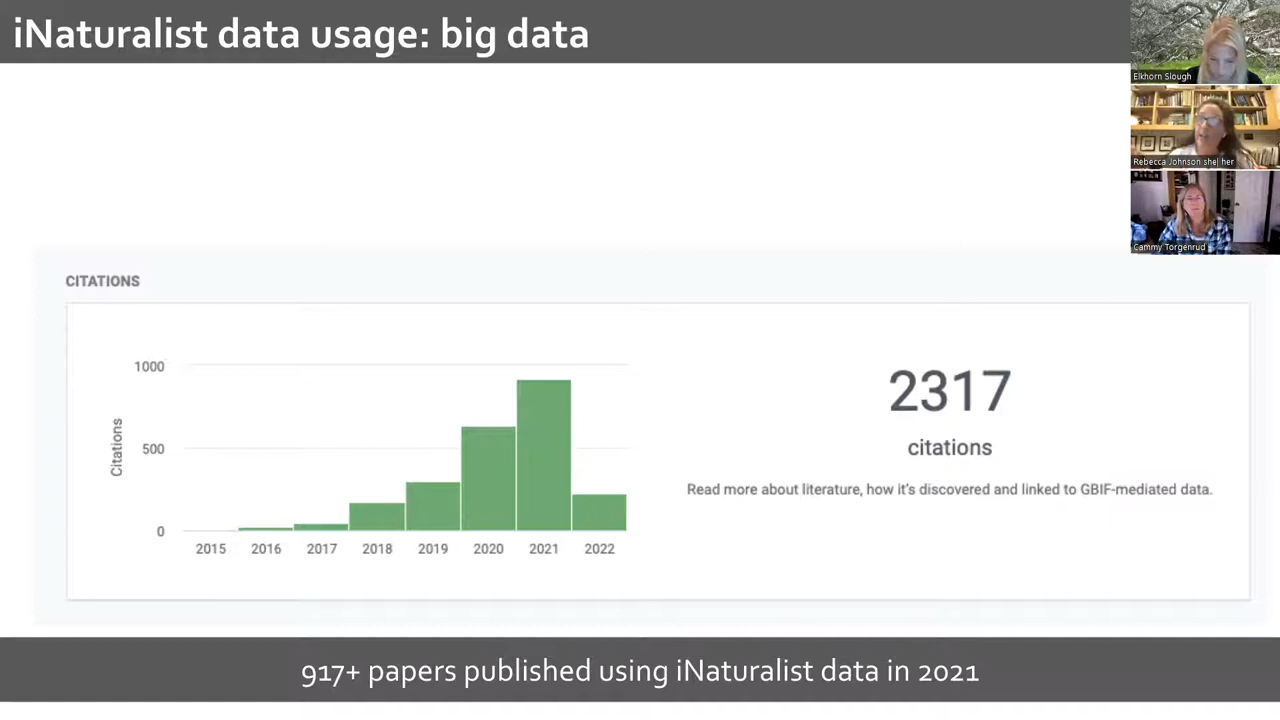 iNaturalist data usage: big data
Elkhorn Slough
Rebecca Johnson she| her
Cammy Torgenrud
CITATIONS
1000
500
0
Citations
2015 2016 2017 2018 2019 2020 2021 2022
2317
citations
Read more about literature, how it's discovered and linked to GBIF-mediated data.
917+ papers published using iNaturalist data in 2021